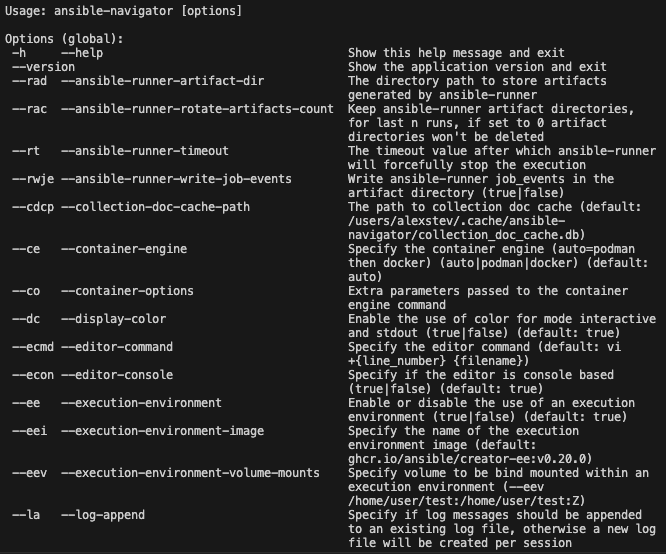 Usage: ansible-navigator [options]

Options (global):
 -h     --help                                   Show this help message and exit
 --version                                       Show the application version and exit
 --rad  --ansible-runner-artifact-dir            The directory path to store artifacts
                                                 generated by ansible-runner
 --rac  --ansible-runner-rotate-artifacts-count  Keep ansible-runner artifact directories,
                                                 for last n runs, if set to 0 artifact
                                                 directories won't be deleted
 --rt   --ansible-runner-timeout                 The timeout value after which ansible-runner
                                                 will forcefully stop the execution
 --rwje --ansible-runner-write-job-events        Write ansible-runner job_events in the
                                                 artifact directory (true|false)
 --cdcp --collection-doc-cache-path              The path to collection doc cache (default:
                                                 /users/alexstev/.cache/ansible-
                                                 navigator/collection_doc_cache.db)
 --ce   --container-engine                       Specify the container engine (auto=podman
                                                 then docker) (auto|podman|docker) (default:
                                                 auto)
 --co   --container-options                      Extra parameters passed to the container
                                                 engine command
 --dc   --display-color                          Enable the use of color for mode interactive
                                                 and stdout (true|false) (default: true)
 --ecmd --editor-command                         Specify the editor command (default: vi
                                                 +{line_number} {filename})
 --econ --editor-console                         Specify if the editor is console based
                                                 (true|false) (default: true)
 --ee   --execution-environment                  Enable or disable the use of an execution
                                                 environment (true|false) (default: true)
 --eei  --execution-environment-image            Specify the name of the execution
                                                 environment image (default:
                                                 ghcr.io/ansible/creator-ee:v0.20.0)
 --eev  --execution-environment-volume-mounts    Specify volume to be bind mounted within an
                                                 execution environment (--eev
                                                 /home/user/test:/home/user/test:Z)
 --la   --log-append                             Specify if log messages should be appended
                                                 to an existing log file, otherwise a new log
                                                 file will be created per session